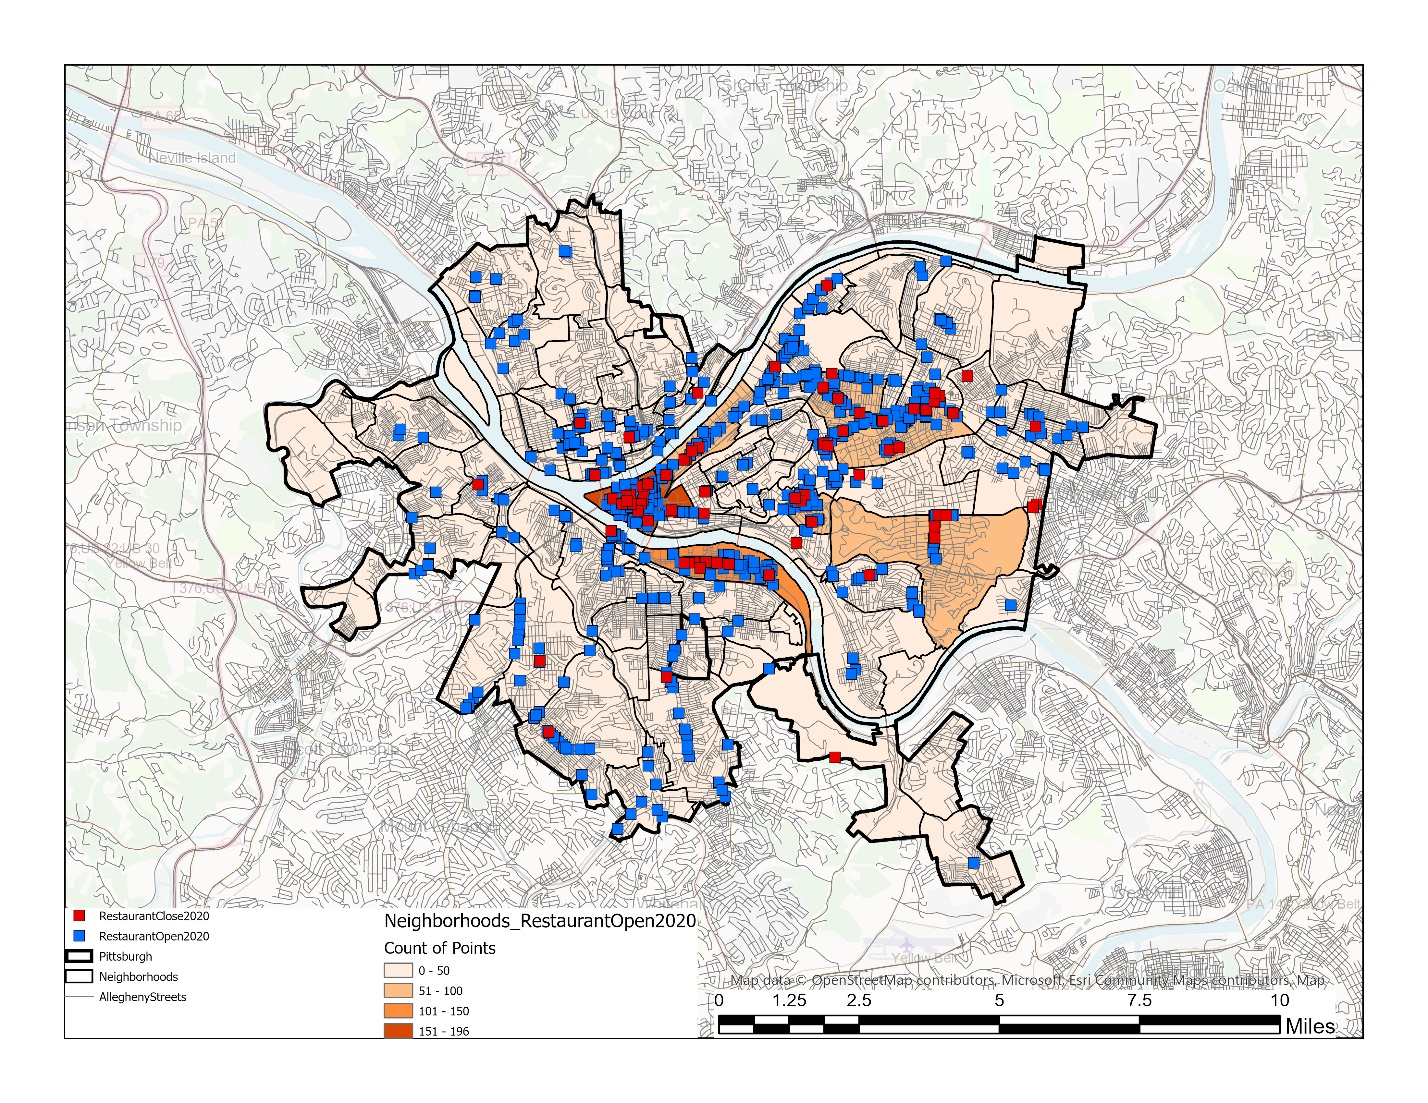 Neville Island
RestaurantClose2020
RestaurantOpen2020
Pittsburgh
Neighborhoods
AlleghenyStreets
Neighborhoods_RestaurantOpen2020
Count of Points
0 - 50
51 - 100
101 - 150
151 - 196
Yellow Belt
Map data © OpenStreetMap contributors, Microsoft, Esri Community Maps contributors, Map
0 1.25 2.5 5 7.5 10
Miles